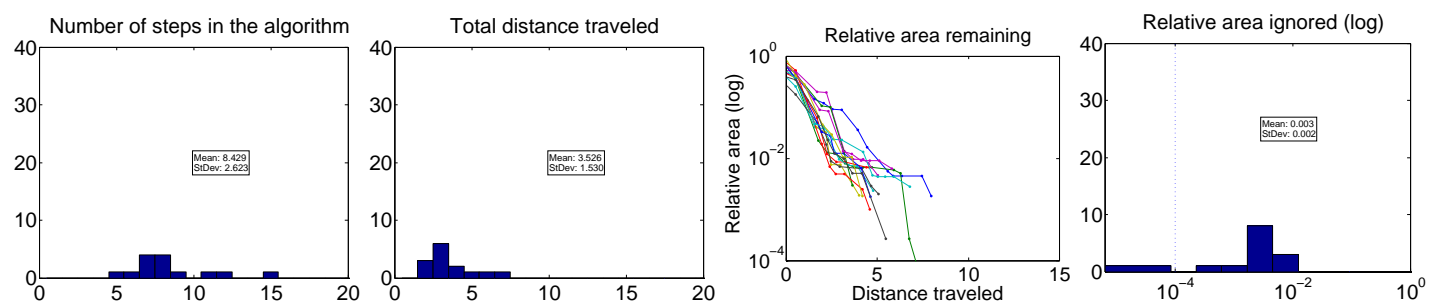 Number of steps in the algorithm
40
30
20
10
0
0 5 10 15 20
Mean: 8.429
StDev: 2.623
Total distance traveled
40
30
20
10
0
0 5 10 15 20
Mean: 3.526
StDev: 1.530
Relative area remaining
Relative area (log)
10^0
10^−2
10^−4
0 5 10 15
Distance traveled
Relative area ignored (log)
40
30
20
10
0
10^−4 10^−2 10^0
Mean: 0.003
StDev: 0.002